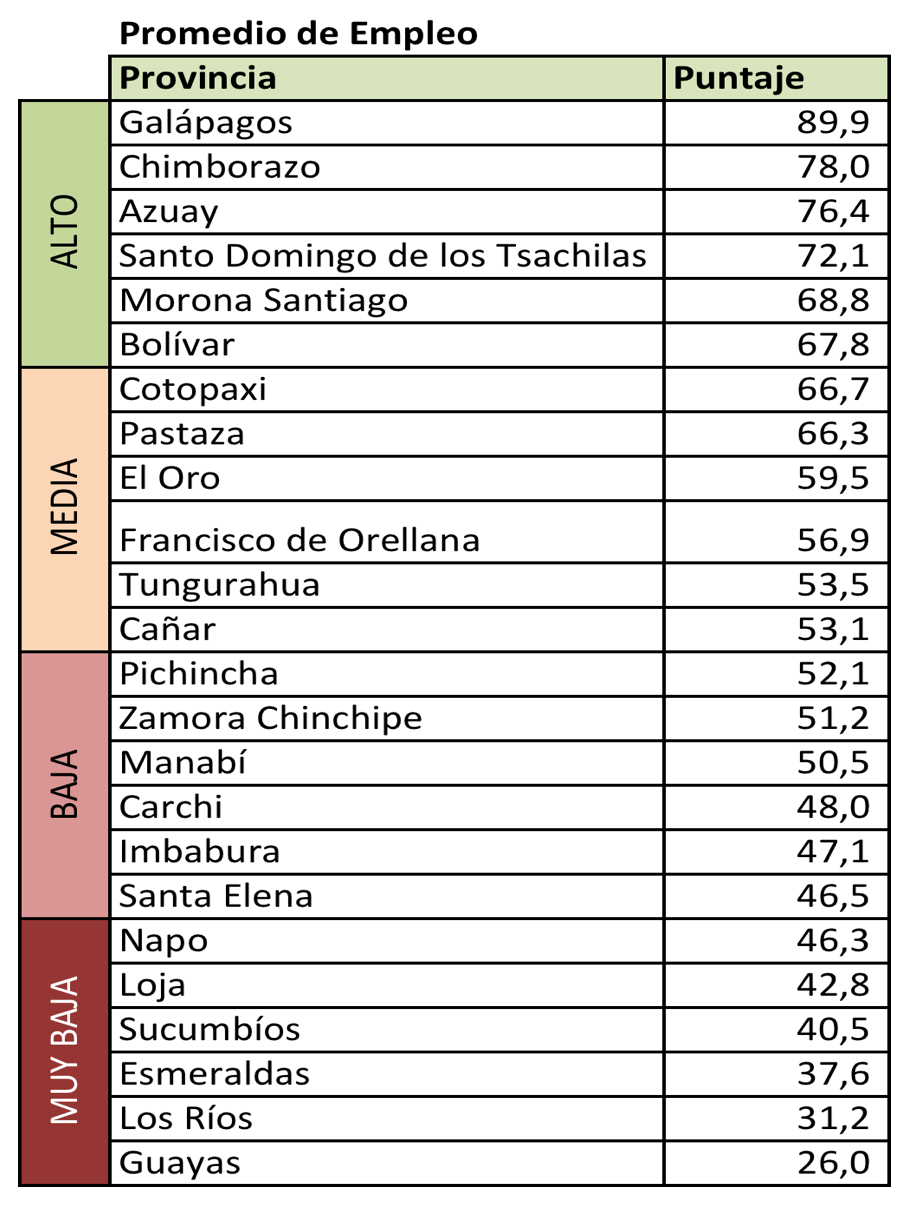 Promedio de Empleo
Provincia Puntaje
ALTO
Galápagos 89,9
Chimborazo 78,0
Azuay 76,4
Santo Domingo de los Tsachilas 72,1
Morona Santiago 68,8
Bolívar 67,8
MEDIA
Cotopaxi 66,7
Pastaza 66,3
El Oro 59,5
Francisco de Orellana 56,9
Tungurahua 53,5
Cañar 53,1
BAJA
Pichincha 52,1
Zamora Chinchipe 51,2
Manabí 50,5
Carchi 48,0
Imbabura 47,1
Santa Elena 46,5
MUY BAJA
Napo 46,3
Loja 42,8
Sucumbíos 40,5
Esmeraldas 37,6
Los Ríos 31,2
Guayas 26,0